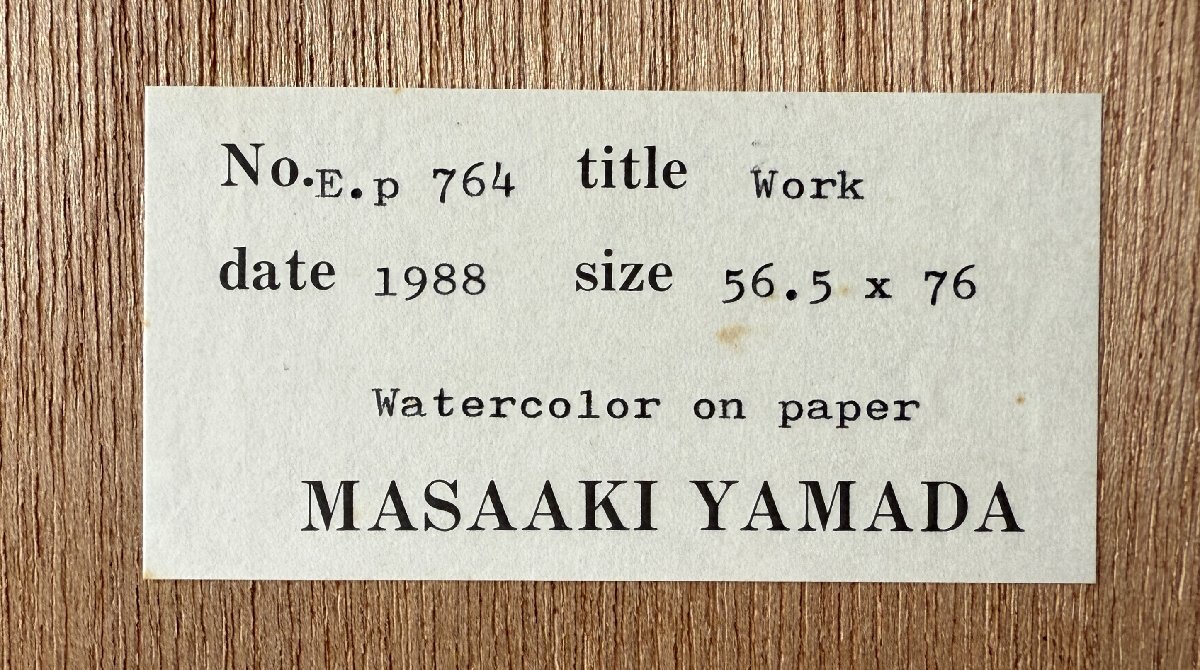 No. E.p 764 title Work
date 1988 size 56.5 x 76
Watercolor on paper
MASAAKI YAMADA